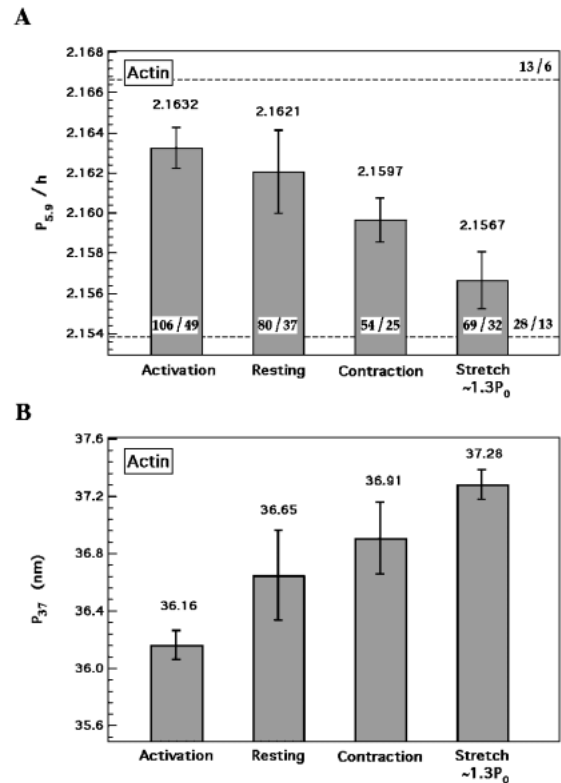 A
2.168
2.166
2.164
2.162
2.160
2.158
2.156
2.154
P5.9 / h
Actin
13/6
2.1632
2.1621
2.1597
2.1567
106/49
80/37
54/25
69/32
28/13
Activation
Resting
Contraction
Stretch
~1.3P0
B
37.6
37.2
36.8
36.4
36.0
35.6
P37 (nm)
Actin
36.16
36.65
36.91
37.28
Activation
Resting
Contraction
Stretch
~1.3P0